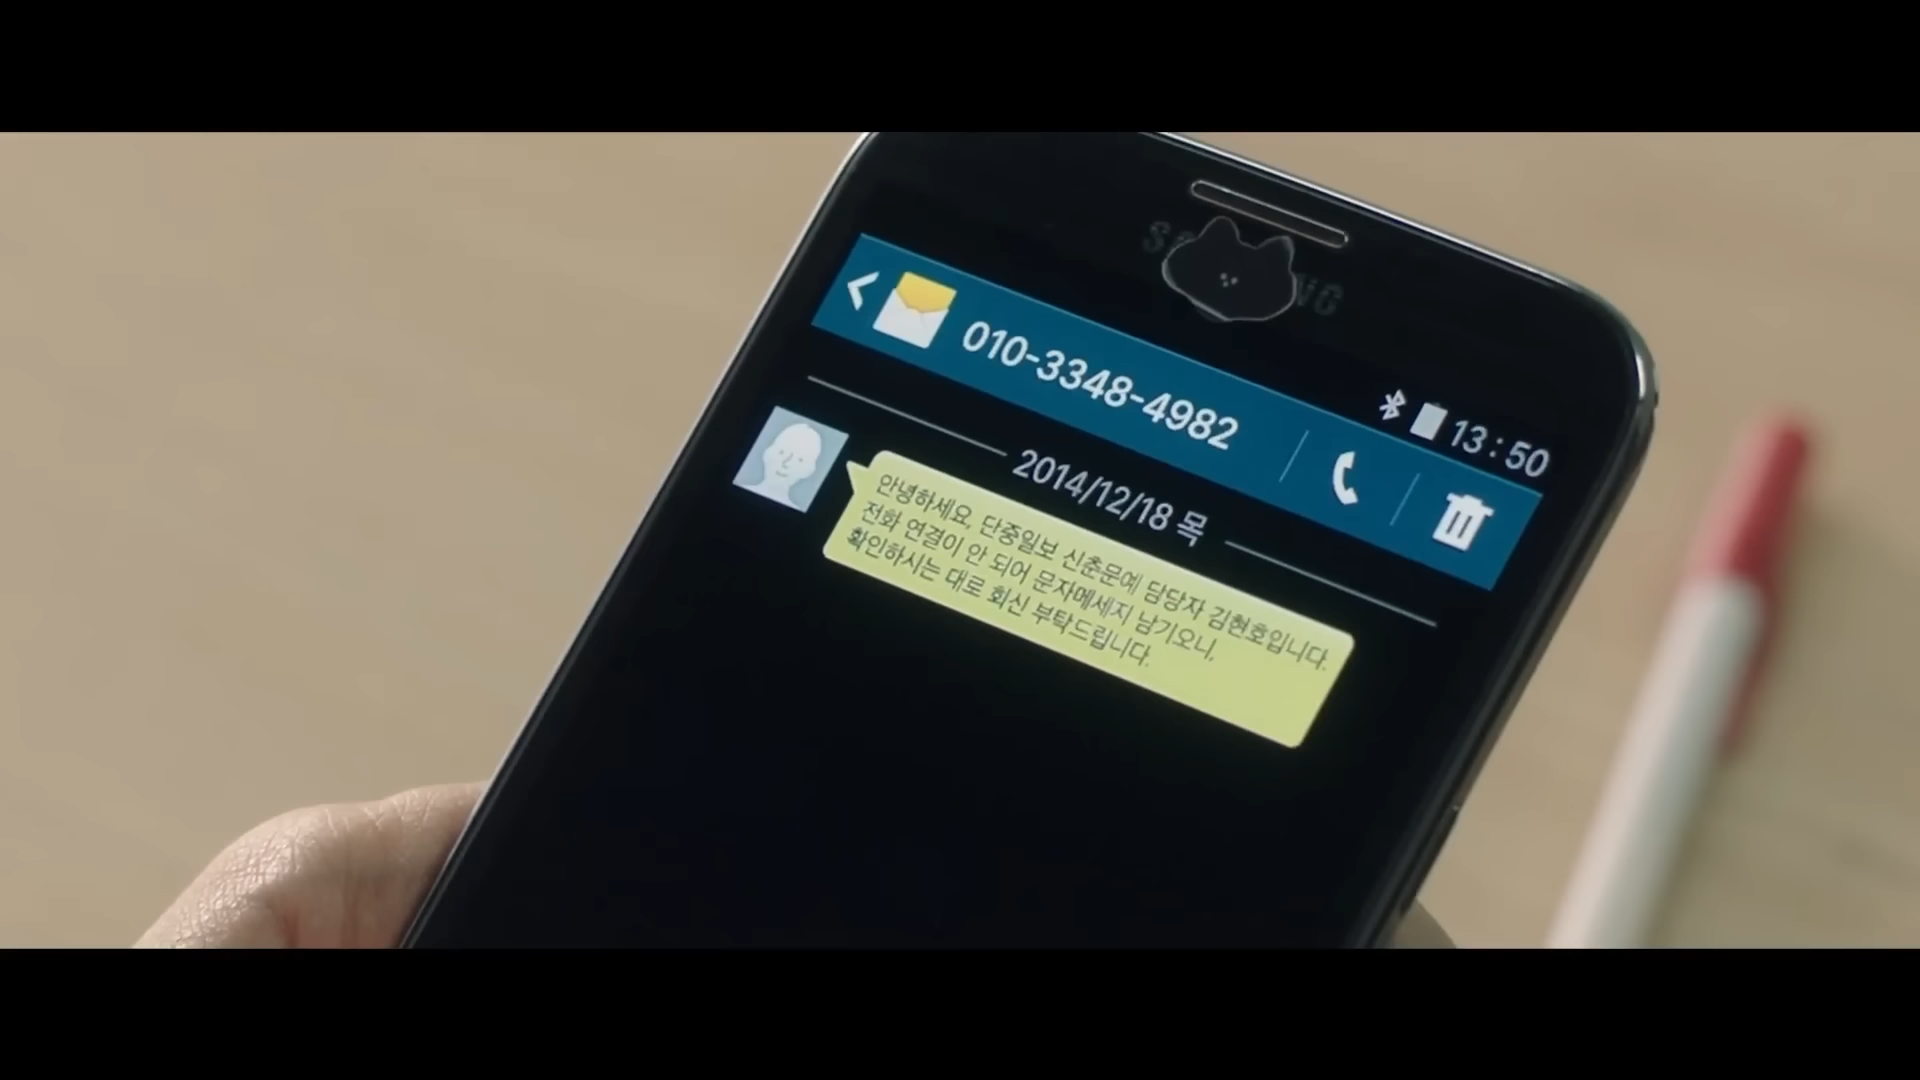 13:50
010-3348-4982
2014/12/18 목
안녕하세요, 단중일보 신춘문예 담당자 김현호입니다.
전화 연결이 안 되어 문자메세지 남기오니,
확인하시는 대로 회신 부탁드립니다.